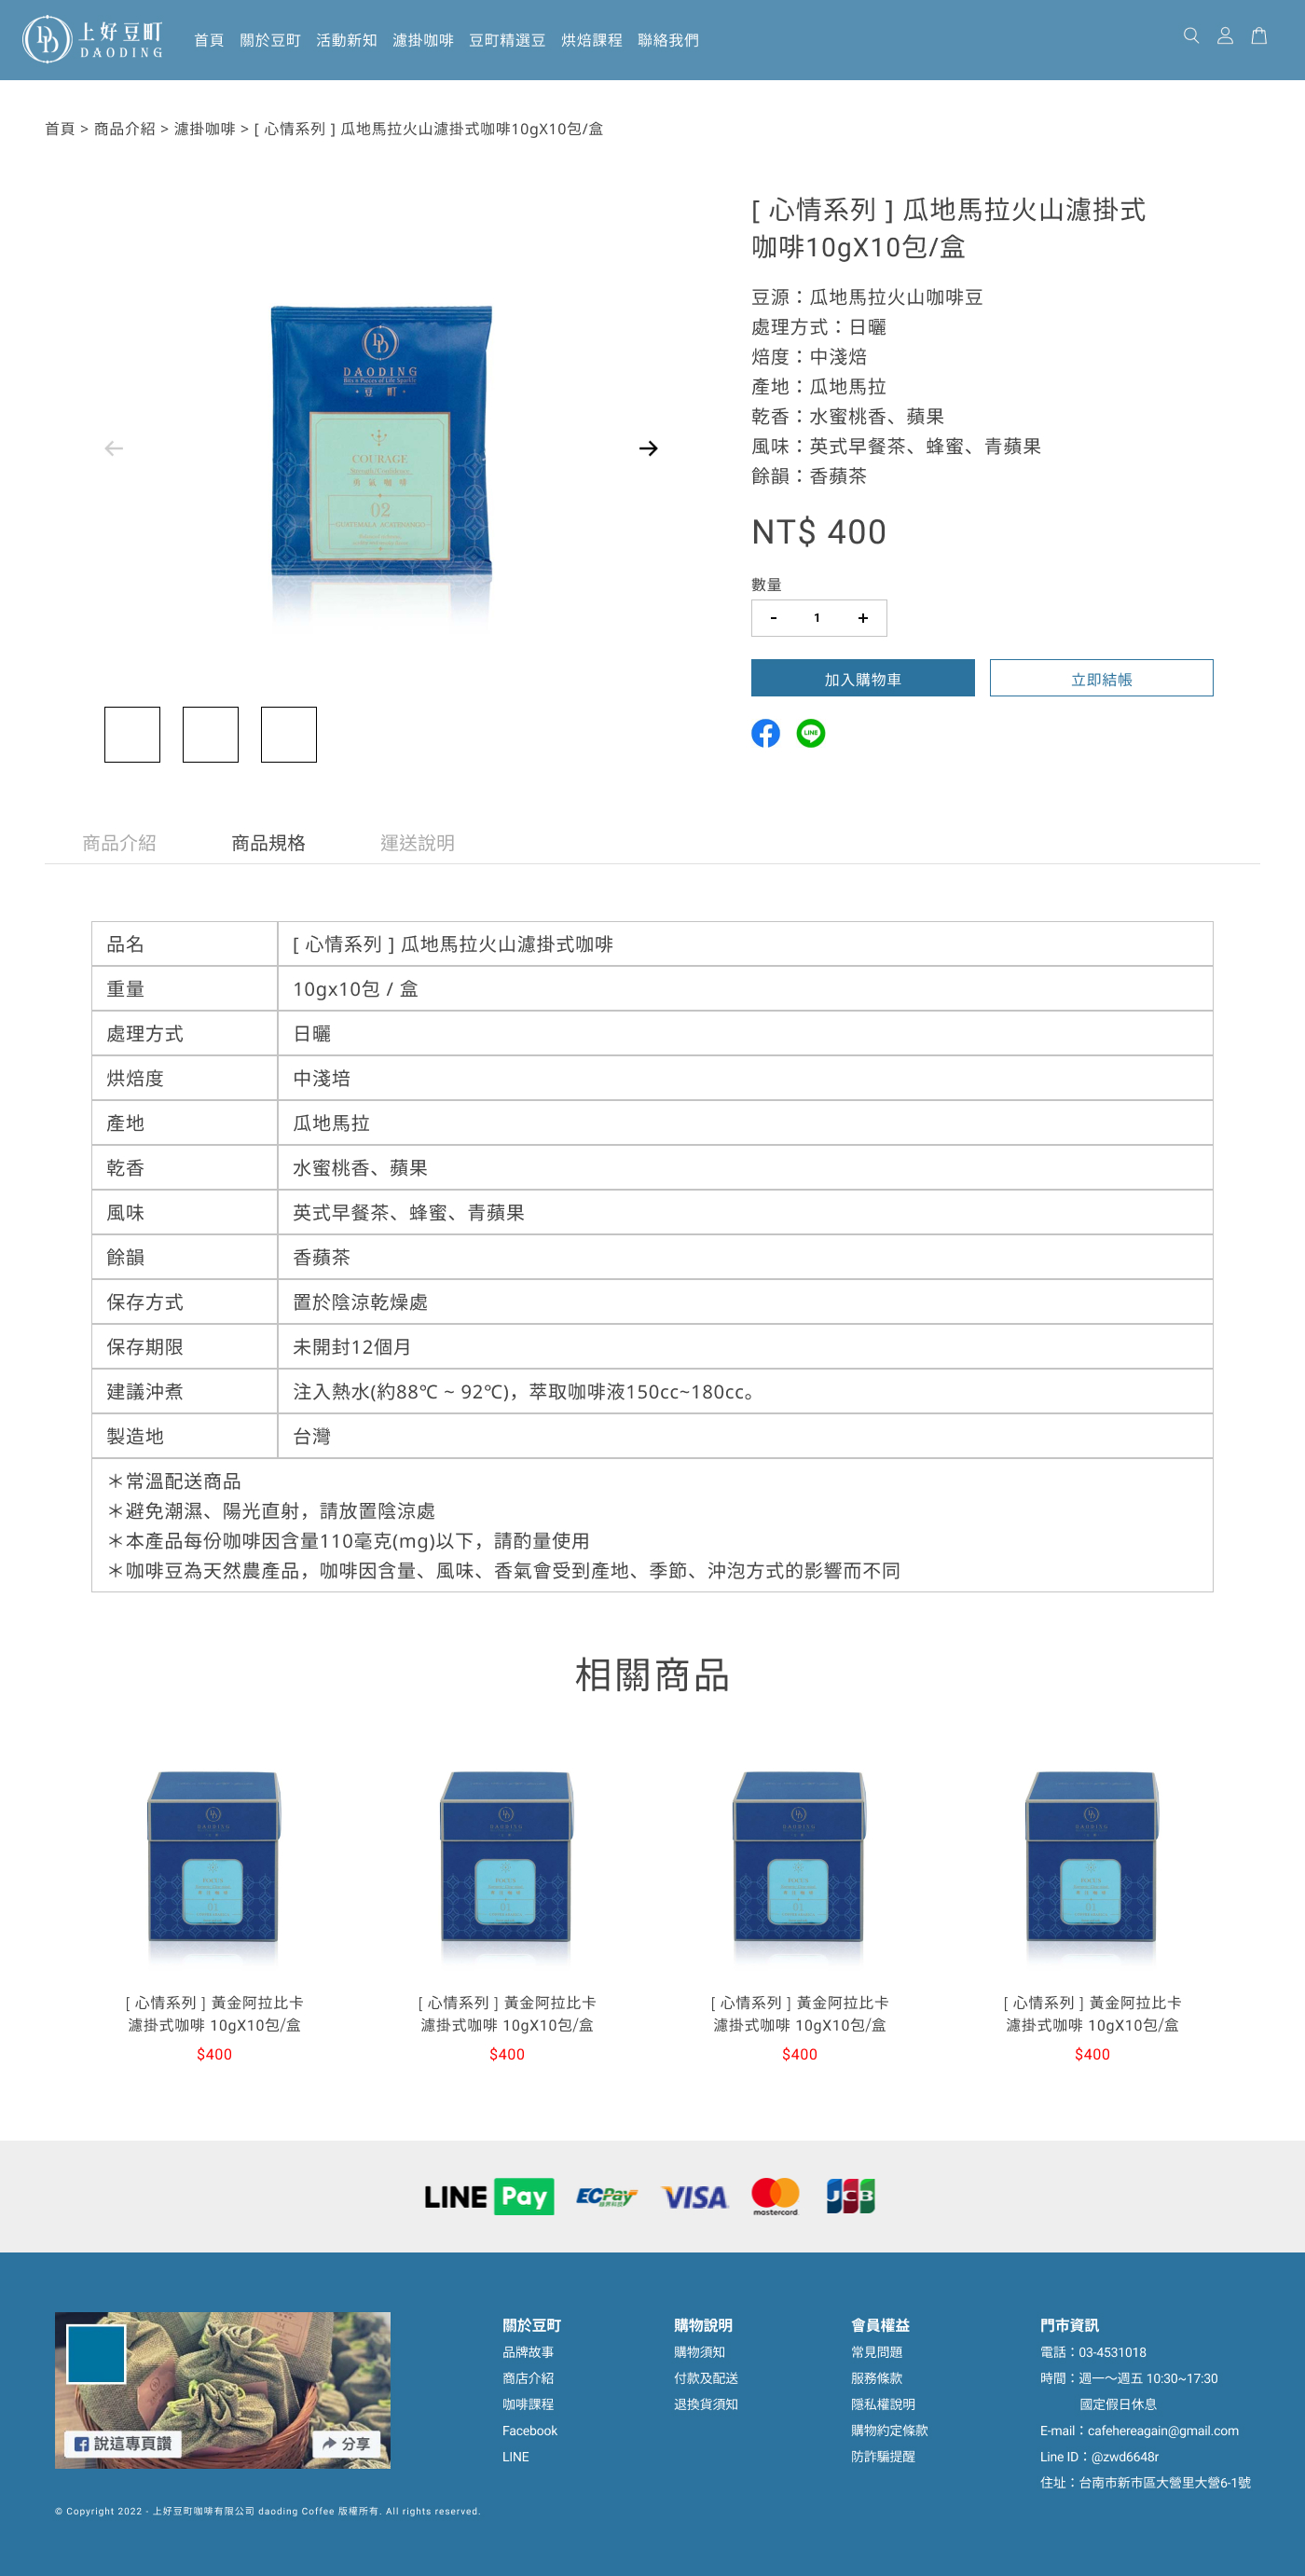 上好豆町
DAODING
首頁 關於豆町 活動新知 濾掛咖啡 豆町精選豆 烘焙課程 聯絡我們
首頁 > 商品介紹 > 濾掛咖啡 > [ 心情系列 ] 瓜地馬拉火山濾掛式咖啡10gX10包/盒
[ 心情系列 ] 瓜地馬拉火山濾掛式
咖啡10gX10包/盒
豆源：瓜地馬拉火山咖啡豆
處理方式：日曬
焙度：中淺焙
產地：瓜地馬拉
乾香：水蜜桃香、蘋果
風味：英式早餐茶、蜂蜜、青蘋果
餘韻：香蘋茶
NT$ 400
數量
- 1 +
加入購物車 立即結帳
LINE
DAODING
Bits & Pieces of Life Sparkle
· 豆町 ·
COURAGE
Strength/Confidence
勇氣咖啡
02
商品介紹 商品規格 運送說明
品名 [ 心情系列 ] 瓜地馬拉火山濾掛式咖啡
重量 10gx10包 / 盒
處理方式 日曬
烘焙度 中淺培
產地 瓜地馬拉
乾香 水蜜桃香、蘋果
風味 英式早餐茶、蜂蜜、青蘋果
餘韻 香蘋茶
保存方式 置於陰涼乾燥處
保存期限 未開封12個月
建議沖煮 注入熱水(約88℃ ~ 92℃)，萃取咖啡液150cc~180cc。
製造地 台灣
＊常溫配送商品
＊避免潮濕、陽光直射，請放置陰涼處
＊本產品每份咖啡因含量110毫克(mg)以下，請酌量使用
＊咖啡豆為天然農產品，咖啡因含量、風味、香氣會受到產地、季節、沖泡方式的影響而不同
相關商品
DAODING DAODING DAODING DAODING
FOCUS FOCUS FOCUS FOCUS
01 01 01 01
[ 心情系列 ] 黃金阿拉比卡 [ 心情系列 ] 黃金阿拉比卡 [ 心情系列 ] 黃金阿拉比卡 [ 心情系列 ] 黃金阿拉比卡
濾掛式咖啡 10gX10包/盒 濾掛式咖啡 10gX10包/盒 濾掛式咖啡 10gX10包/盒 濾掛式咖啡 10gX10包/盒
$400 $400 $400 $400
LINE Pay ECPay 綠界科技 VISA mastercard JCB
說這專頁讚 分享
關於豆町
品牌故事
商店介紹
咖啡課程
Facebook
LINE
購物說明
購物須知
付款及配送
退換貨須知
會員權益
常見問題
服務條款
隱私權說明
購物約定條款
防詐騙提醒
門市資訊
電話：03-4531018
時間：週一～週五 10:30~17:30
國定假日休息
E-mail：cafehereagain@gmail.com
Line ID：@zwd6648r
住址：台南市新市區大營里大營6-1號
© Copyright 2022 - 上好豆町咖啡有限公司 daoding Coffee 版權所有. All rights reserved.